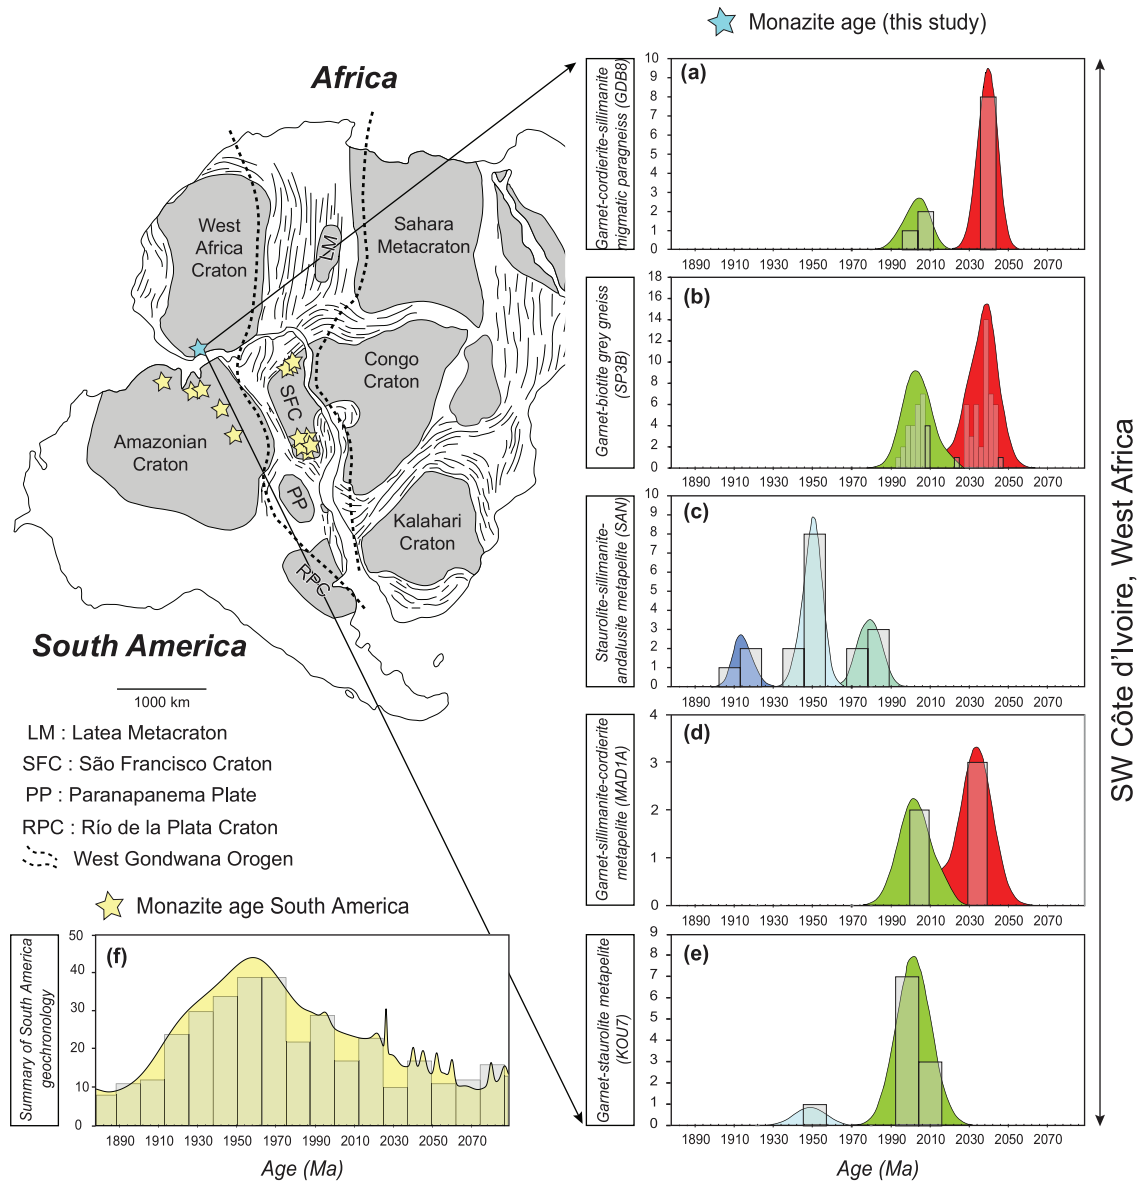 Monazite age (this study)
Africa
West
Africa
Craton
LM
Sahara
Metacraton
Congo
Craton
SFC
Amazonian
Craton
PP
Kalahari
Craton
RPC
South America
1000 km
LM : Latea Metacraton
SFC : São Francisco Craton
PP : Paranapanema Plate
RPC : Río de la Plata Craton
West Gondwana Orogen
Monazite age South America
Garnet-cordierite-sillimanite
migmatic paragneiss (GDB8)
(a)
10
9
8
7
6
5
4
3
2
1
0
1890 1910 1930 1950 1970 1990 2010 2030 2050 2070
Garnet-biotite grey gneiss
(SP3B)
(b)
18
16
14
12
10
8
6
4
2
0
1890 1910 1930 1950 1970 1990 2010 2030 2050 2070
Staurolite-sillimanite-
andalusite metapelite (SAN)
(c)
10
9
8
7
6
5
4
3
2
1
0
1890 1910 1930 1950 1970 1990 2010 2030 2050 2070
Garnet-sillimanite-cordierite
metapelite (MAD1A)
(d)
4
3
2
1
0
1890 1910 1930 1950 1970 1990 2010 2030 2050 2070
Garnet-staurolite metapelite
(KOU7)
(e)
9
8
7
6
5
4
3
2
1
0
1890 1910 1930 1950 1970 1990 2010 2030 2050 2070
Age (Ma)
SW Côte d'Ivoire, West Africa
Summary of South America
geochronology
(f)
50
40
30
20
10
0
1890 1910 1930 1950 1970 1990 2010 2030 2050 2070
Age (Ma)